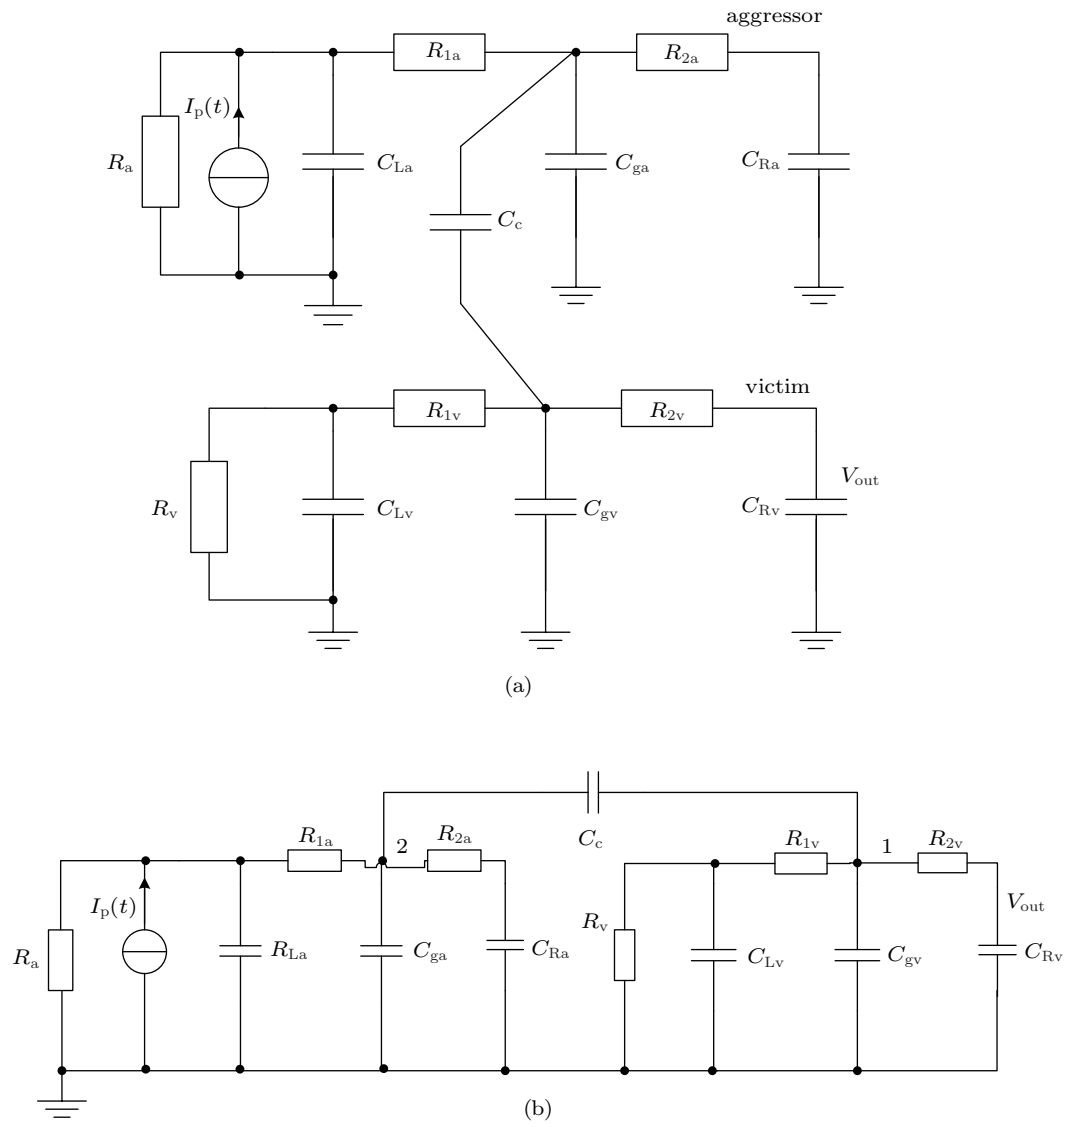 aggressor
R1a
R2a
Ip(t)
Ra
CLa
Cga
CRa
Cc
victim
R1v
R2v
Vout
Rv
CLv
Cgv
CRv
(a)
Cc
R1a
2
R2a
R1v
1
R2v
Ip(t)
Rv
Vout
Ra
RLa
Cga
CRa
CLv
Cgv
CRv
(b)